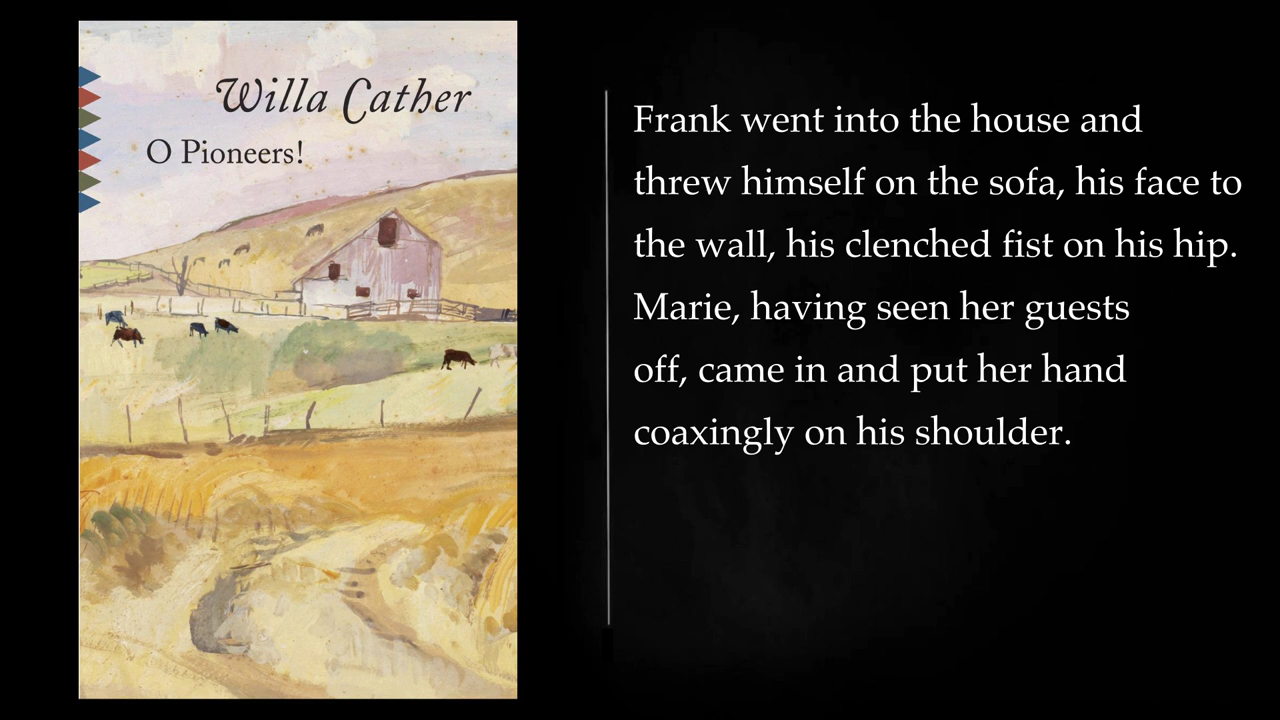 Willa Cather
O Pioneers!
Frank went into the house and
threw himself on the sofa, his face to
the wall, his clenched fist on his hip.
Marie, having seen her guests
off, came in and put her hand
coaxingly on his shoulder.